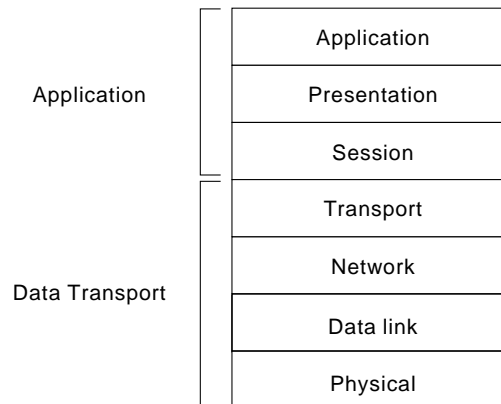 Application
Presentation
Session
Transport
Network
Data link
Physical
Application
Data Transport